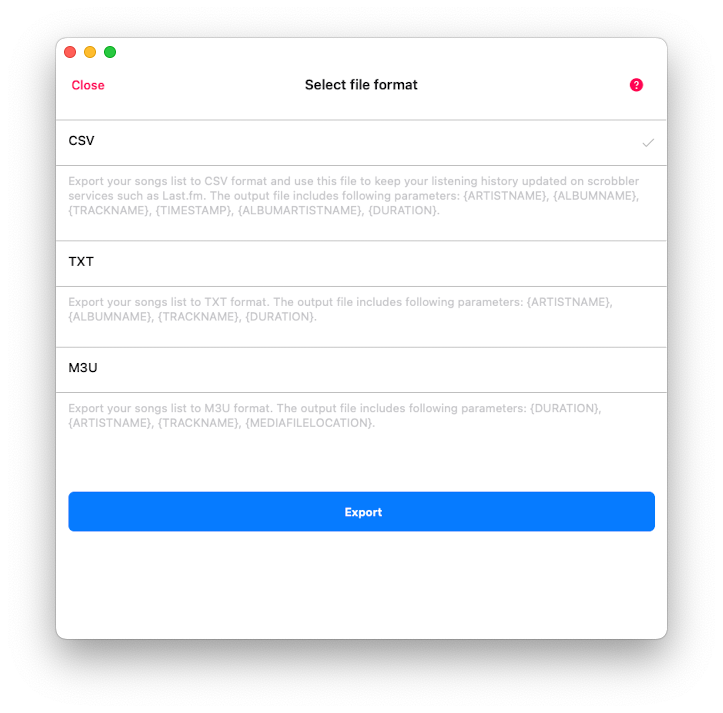 Close
Select file format
?
CSV
Export your songs list to CSV format and use this file to keep your listening history updated on scrobbler
services such as Last.fm. The output file includes following parameters: {ARTISTNAME}, {ALBUMNAME},
{TRACKNAME}, {TIMESTAMP}, {ALBUMARTISTNAME}, {DURATION}.
TXT
Export your songs list to TXT format. The output file includes following parameters: {ARTISTNAME},
{ALBUMNAME}, {TRACKNAME}, {DURATION}.
M3U
Export your songs list to M3U format. The output file includes following parameters: {DURATION},
{ARTISTNAME}, {TRACKNAME}, {MEDIAFILELOCATION}.
Export